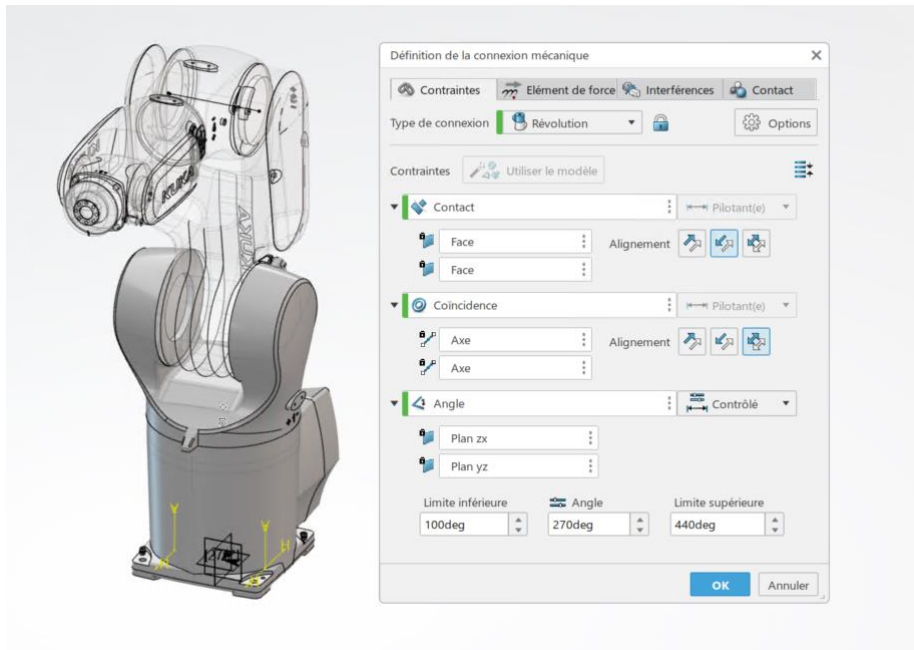 Définition de la connexion mécanique
Contraintes Elément de force Interférences Contact
Type de connexion Révolution Options
Contraintes Utiliser le modèle
Contact Pilotant(e)
Face Alignement
Face
Coïncidence Pilotant(e)
Axe Alignement
Axe
Angle Contrôlé
Plan zx
Plan yz
Limite inférieure Angle Limite supérieure
100deg 270deg 440deg
OK Annuler
KUKA
KUKA